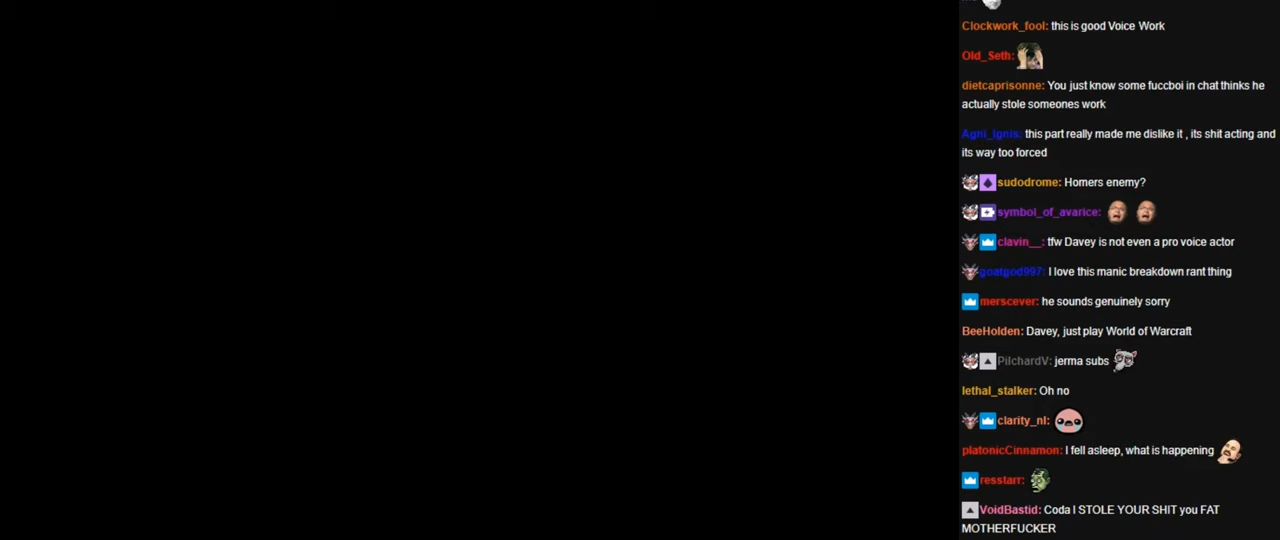 Clockwork_fool: this is good Voice Work
Old_Seth:
dietcaprisonne: You just know some fuccboi in chat thinks he
actually stole someones work
Agni_Ignis: this part really made me dislike it , its shit acting and
its way too forced
sudodrome: Homers enemy?
symbol_of_avarice:
clavin__: tfw Davey is not even a pro voice actor
goatgod997: I love this manic breakdown rant thing
merscever: he sounds genuinely sorry
BeeHolden: Davey, just play World of Warcraft
PilchardV: jerma subs
lethal_stalker: Oh no
clarity_nl:
platonicCinnamon: I fell asleep, what is happening
resstarr:
VoidBastid: Coda I STOLE YOUR SHIT you FAT
MOTHERFUCKER